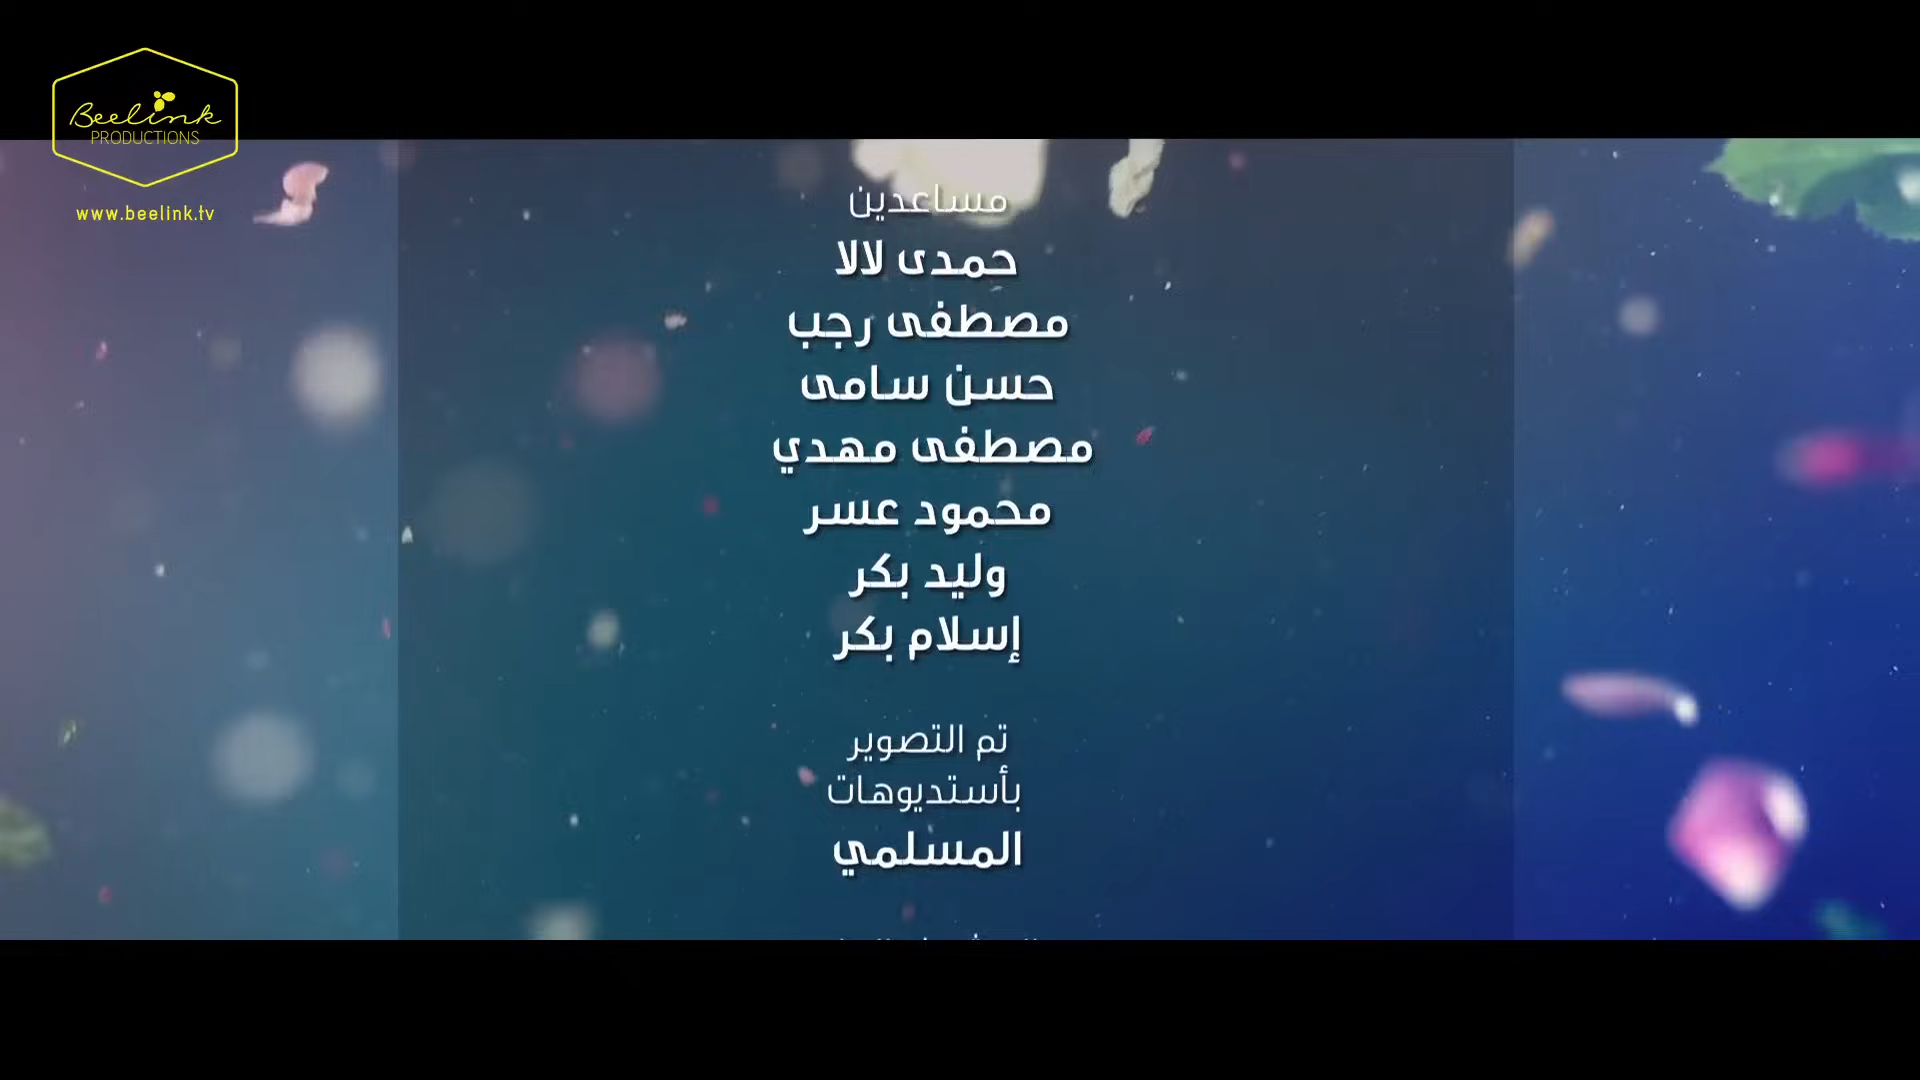 Beelink
PRODUCTIONS
www.beelink.tv
مساعدين
حمدى لالا
مصطفى رجب
حسن سامى
مصطفى مهدي
محمود عسر
وليد بكر
إسلام بكر
تم التصوير
بأستديوهات
المسلمي